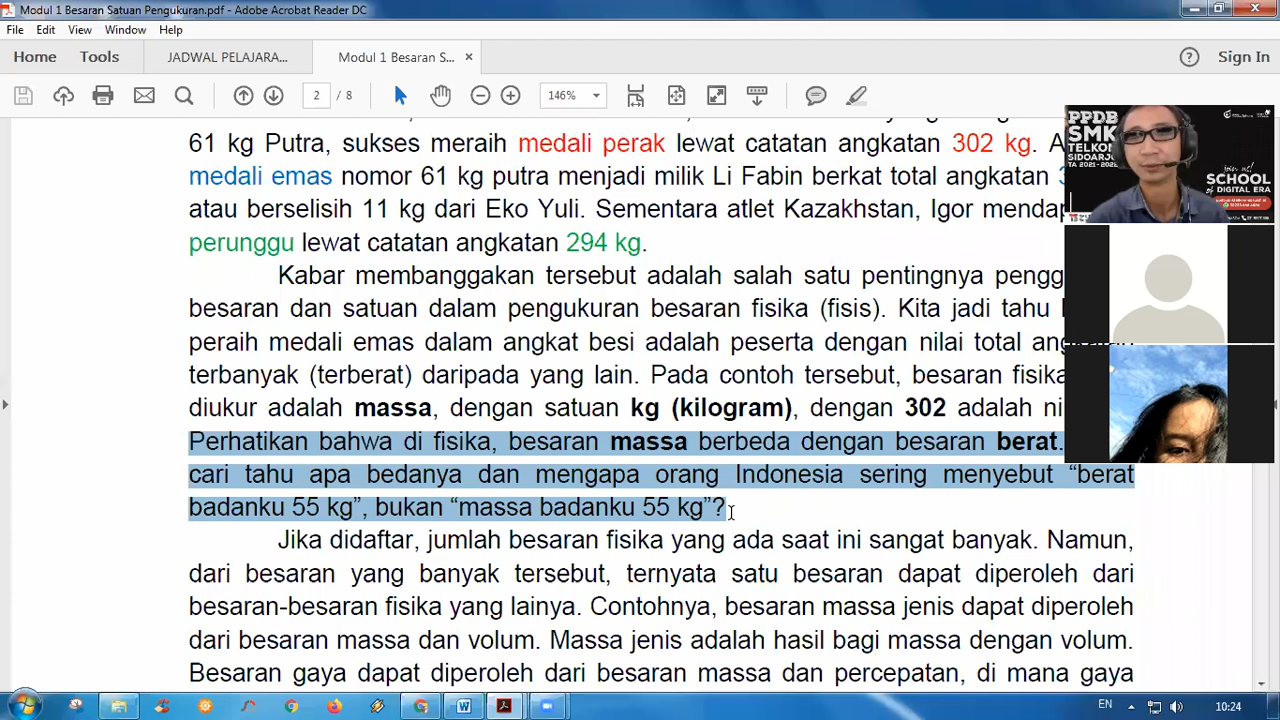 Modul 1 Besaran Satuan Pengukuran.pdf - Adobe Acrobat Reader DC
File Edit View Window Help
Home Tools JADWAL PELAJARA... Modul 1 Besaran S... × Sign In
2 / 8 146%
61 kg Putra, sukses meraih medali perak lewat catatan angkatan 302 kg. A
medali emas nomor 61 kg putra menjadi milik Li Fabin berkat total angkatan
atau berselisih 11 kg dari Eko Yuli. Sementara atlet Kazakhstan, Igor mendap
perunggu lewat catatan angkatan 294 kg.
Kabar membanggakan tersebut adalah salah satu pentingnya pengg
besaran dan satuan dalam pengukuran besaran fisika (fisis). Kita jadi tahu
peraih medali emas dalam angkat besi adalah peserta dengan nilai total ang
terbanyak (terberat) daripada yang lain. Pada contoh tersebut, besaran fisika
diukur adalah massa, dengan satuan kg (kilogram), dengan 302 adalah ni
Perhatikan bahwa di fisika, besaran massa berbeda dengan besaran berat.
cari tahu apa bedanya dan mengapa orang Indonesia sering menyebut “berat
badanku 55 kg”, bukan “massa badanku 55 kg”?
Jika didaftar, jumlah besaran fisika yang ada saat ini sangat banyak. Namun,
dari besaran yang banyak tersebut, ternyata satu besaran dapat diperoleh dari
besaran-besaran fisika yang lainya. Contohnya, besaran massa jenis dapat diperoleh
dari besaran massa dan volum. Massa jenis adalah hasil bagi massa dengan volum.
Besaran gaya dapat diperoleh dari besaran massa dan percepatan, di mana gaya
PPDB
SMK
TELKOM
SIDOARJO
TA 2021-2022
join us!
SCHOOL
of DIGITAL ERA
EN 10:24